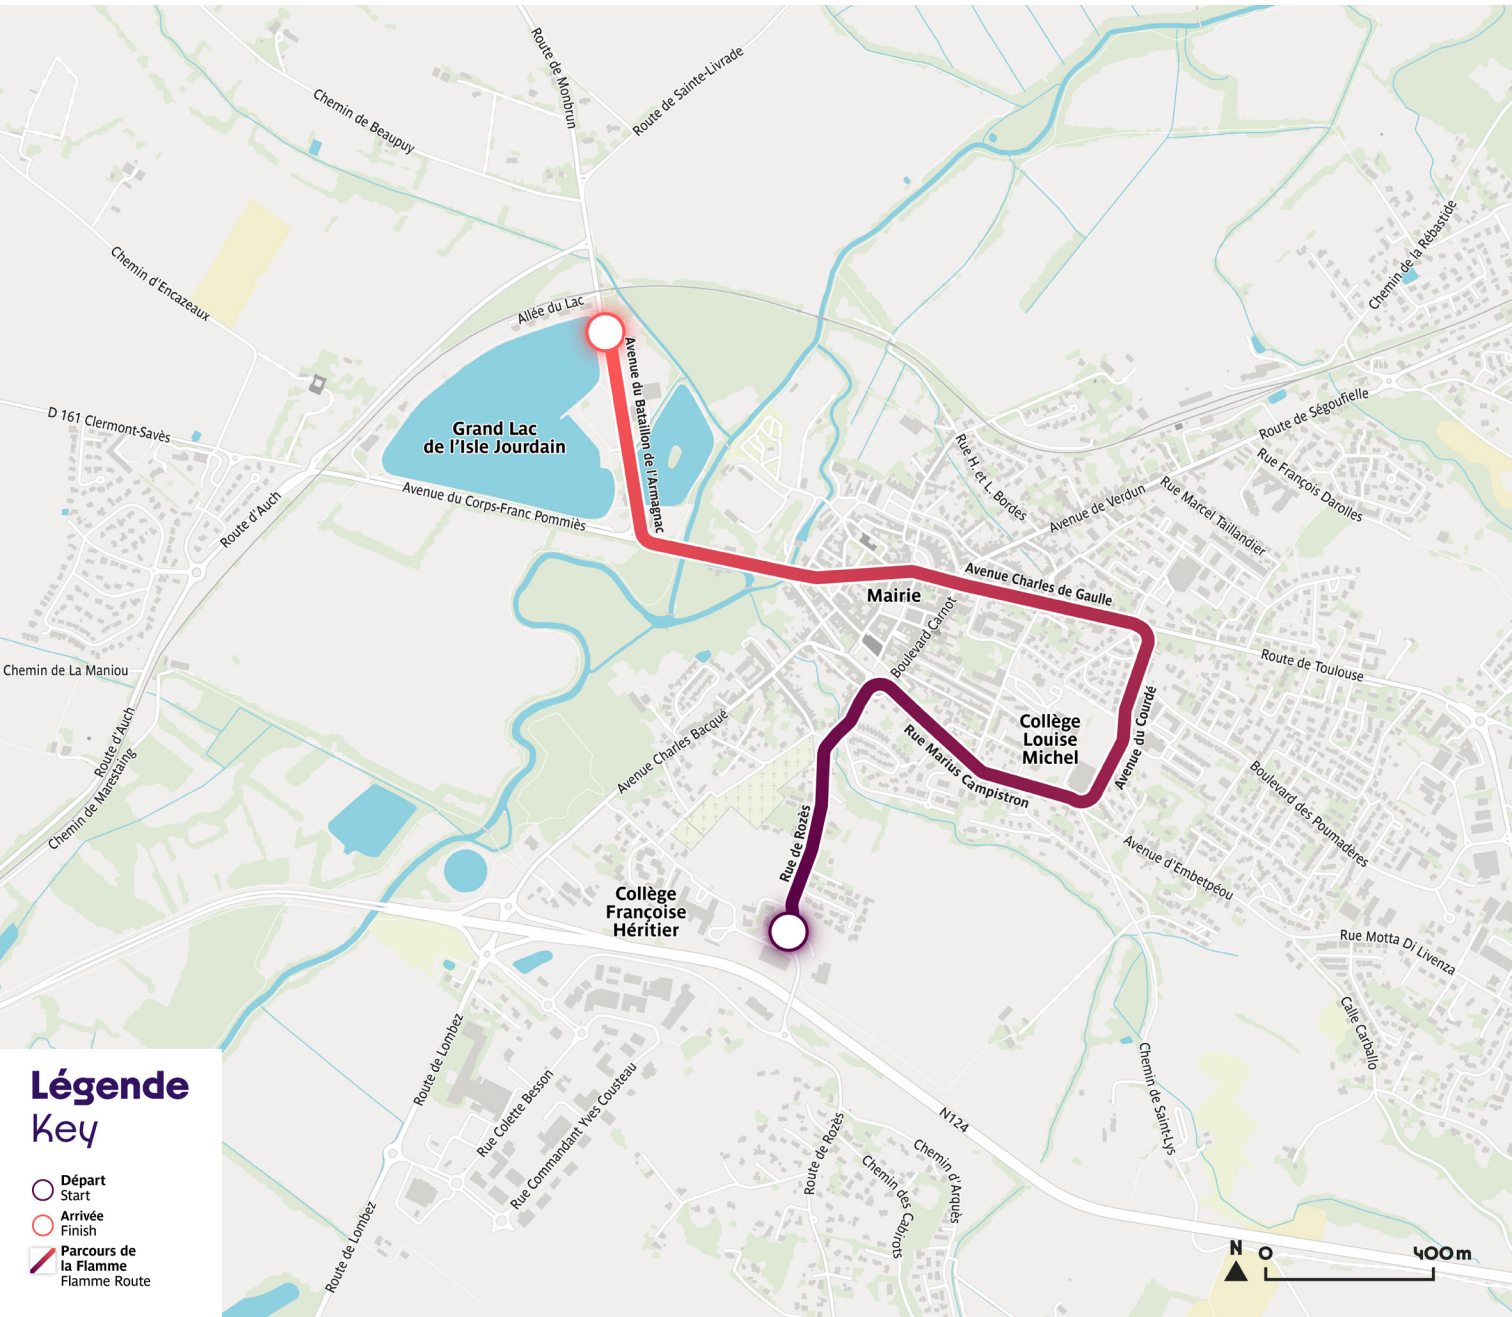 Route de Monbrun
Route de Sainte-Livrade
Chemin de Beaupuy
Chemin d'Encazeaux
Chemin de la Rébastide
Allée du Lac
Avenue du Bataillon de l'Armagnac
D 161 Clermont-Savès
Grand Lac
de l'Isle Jourdain
Route de Ségoufielle
Rue H. et L. Bordes
Rue François Darolles
Avenue du Corps-Franc Pommiès
Route d'Auch
Avenue de Verdun
Rue Marcel Taillandier
Avenue Charles de Gaulle
Mairie
Boulevard Carnot
Chemin de La Maniou
Route de Toulouse
Route d'Auch
Chemin de Marestaing
Avenue Charles Bacqué
Rue Marius Campistron
Collège
Louise
Michel
Avenue du Courdé
Boulevard des Poumadères
Rue de Rozès
Avenue d'Embetpéou
Collège
Françoise
Héritier
Rue Motta Di Livenza
Calle Carballo
Route de Lombez
Rue Colette Besson
Rue Commandant Yves Cousteau
N124
Chemin de Saint-Lys
Route de Rozès
Chemin des Cabirots
Chemin d'Arquès
Route de Lombez
Légende
Key
Départ
Start
Arrivée
Finish
Parcours de
la Flamme
Flamme Route
N 0 400m